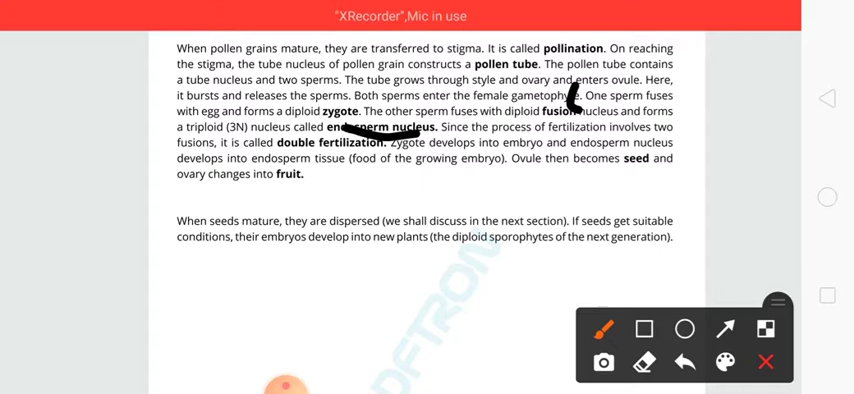 "XRecorder",Mic in use
When pollen grains mature, they are transferred to stigma. It is called pollination. On reaching
the stigma, the tube nucleus of pollen grain constructs a pollen tube. The pollen tube contains
a tube nucleus and two sperms. The tube grows through style and ovary and enters ovule. Here,
it bursts and releases the sperms. Both sperms enter the female gametophyte. One sperm fuses
with egg and forms a diploid zygote. The other sperm fuses with diploid fusion nucleus and forms
a triploid (3N) nucleus called endosperm nucleus. Since the process of fertilization involves two
fusions, it is called double fertilization. Zygote develops into embryo and endosperm nucleus
develops into endosperm tissue (food of the growing embryo). Ovule then becomes seed and
ovary changes into fruit.
When seeds mature, they are dispersed (we shall discuss in the next section). If seeds get suitable
conditions, their embryos develop into new plants (the diploid sporophytes of the next generation).